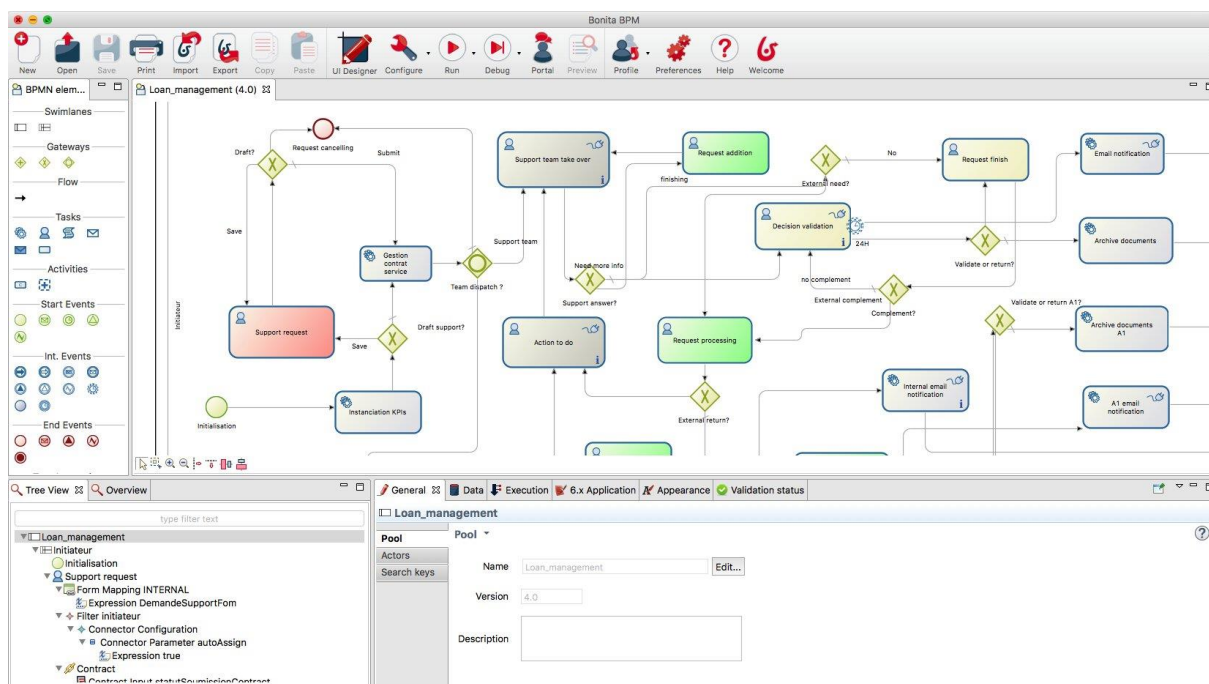 Bonita BPM
New Open Save Print Import Export Copy Paste UI Designer Configure Run Debug Portal Preview Profile Preferences Help Welcome
BPMN elem...
Loan_management (4.0)
Swimlanes
Gateways
Flow
Tasks
Activities
Start Events
Int. Events
End Events
Initiateur
Request cancelling
Draft?
Submit
Save
Gestion
contrat
service
Support team
Team dispatch ?
Support request
Save
Draft support?
Initialisation
Instanciation KPIs
Support team take over
Request addition
finishing
Need more info
Support answer?
Action to do
External need?
No
Request finish
Email notification
Decision validation
24H
Validate or return?
Archive documents
no complement
External complement
Complement?
Validate or return A1?
Archive documents
A1
Request processing
External return?
Internal email
notification
A1 email
notification
Tree View
Overview
type filter text
Loan_management
Initiateur
Initialisation
Support request
Form Mapping INTERNAL
Expression DemandeSupportFom
Filter initiateur
Connector Configuration
Connector Parameter autoAssign
Expression true
Contract
Contract Input statutSoumissionContract
General Data Execution 6.x Application Appearance Validation status
Loan_management
Pool
Actors
Search keys
Pool
Name Loan_management Edit...
Version 4.0
Description